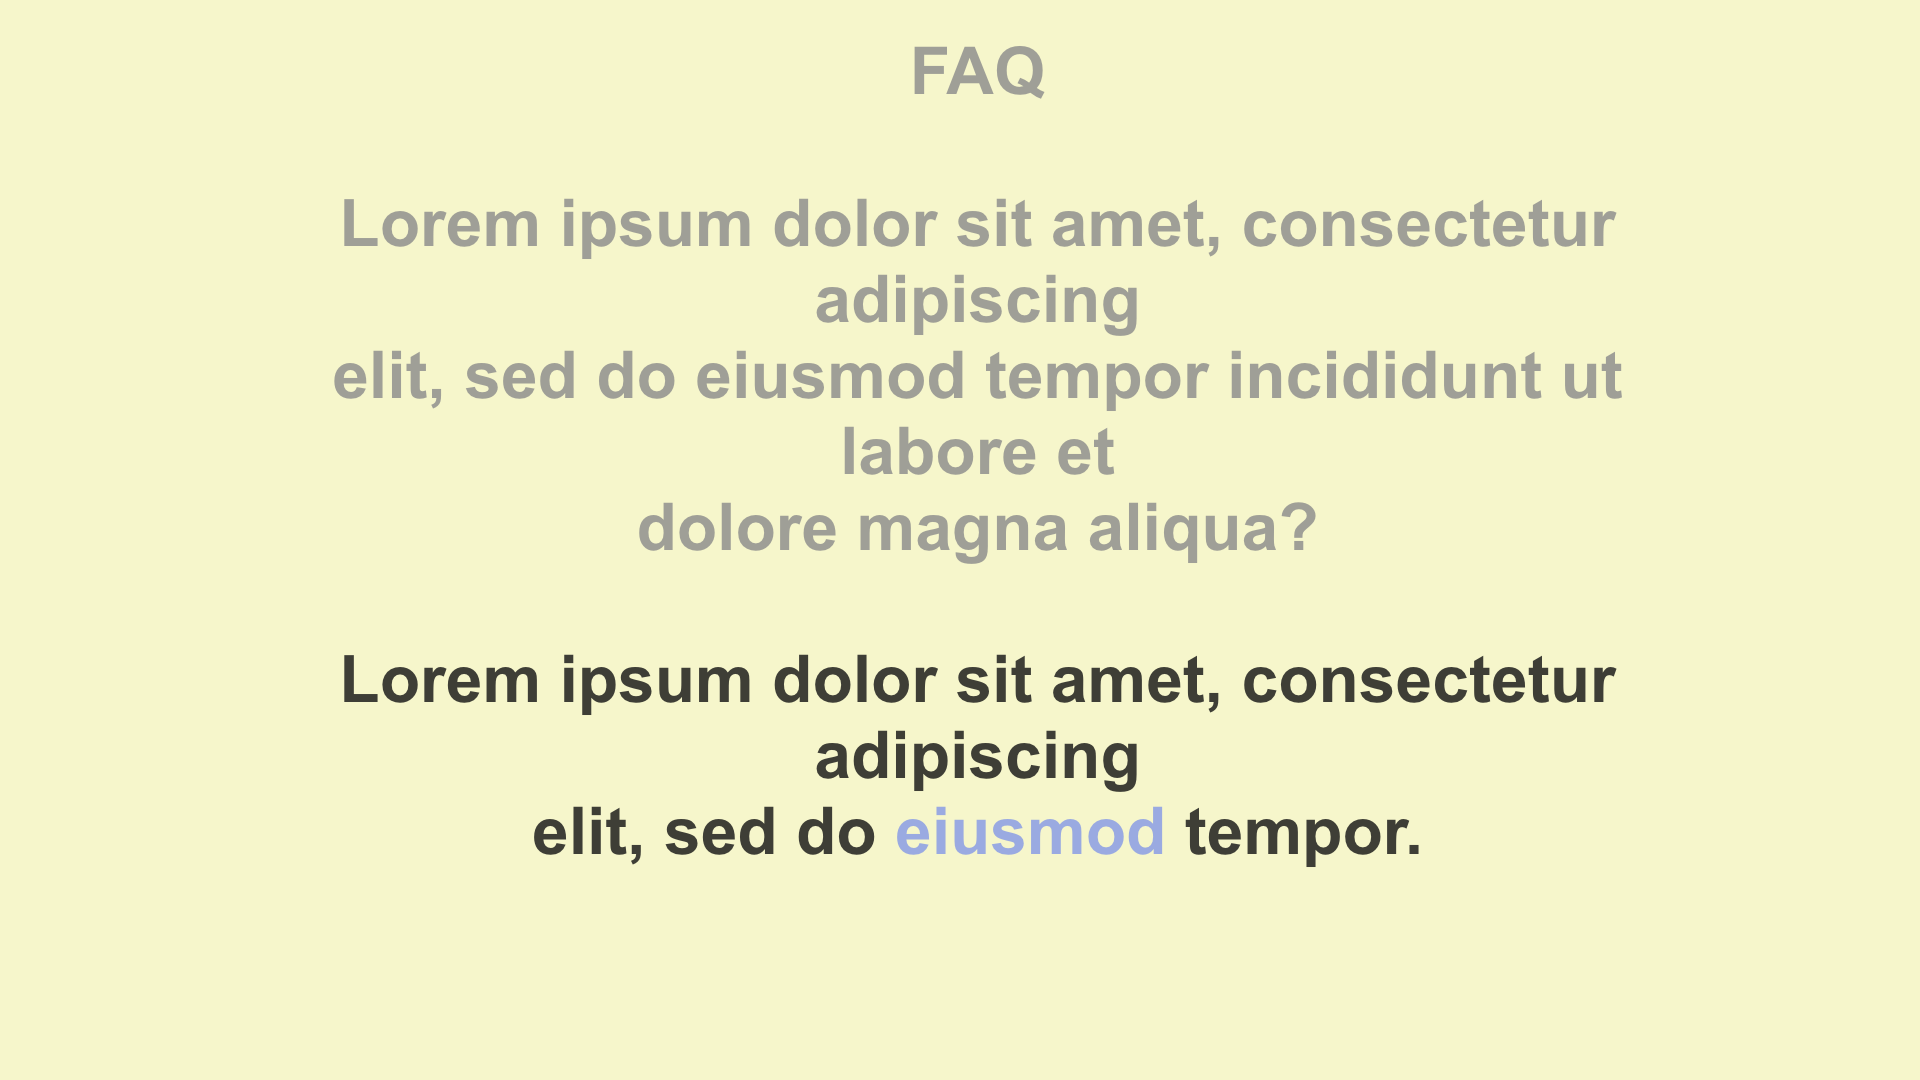 FAQ
Lorem ipsum dolor sit amet, consectetur
adipiscing
elit, sed do eiusmod tempor incididunt ut
labore et
dolore magna aliqua?
Lorem ipsum dolor sit amet, consectetur
adipiscing
elit, sed do eiusmod tempor.